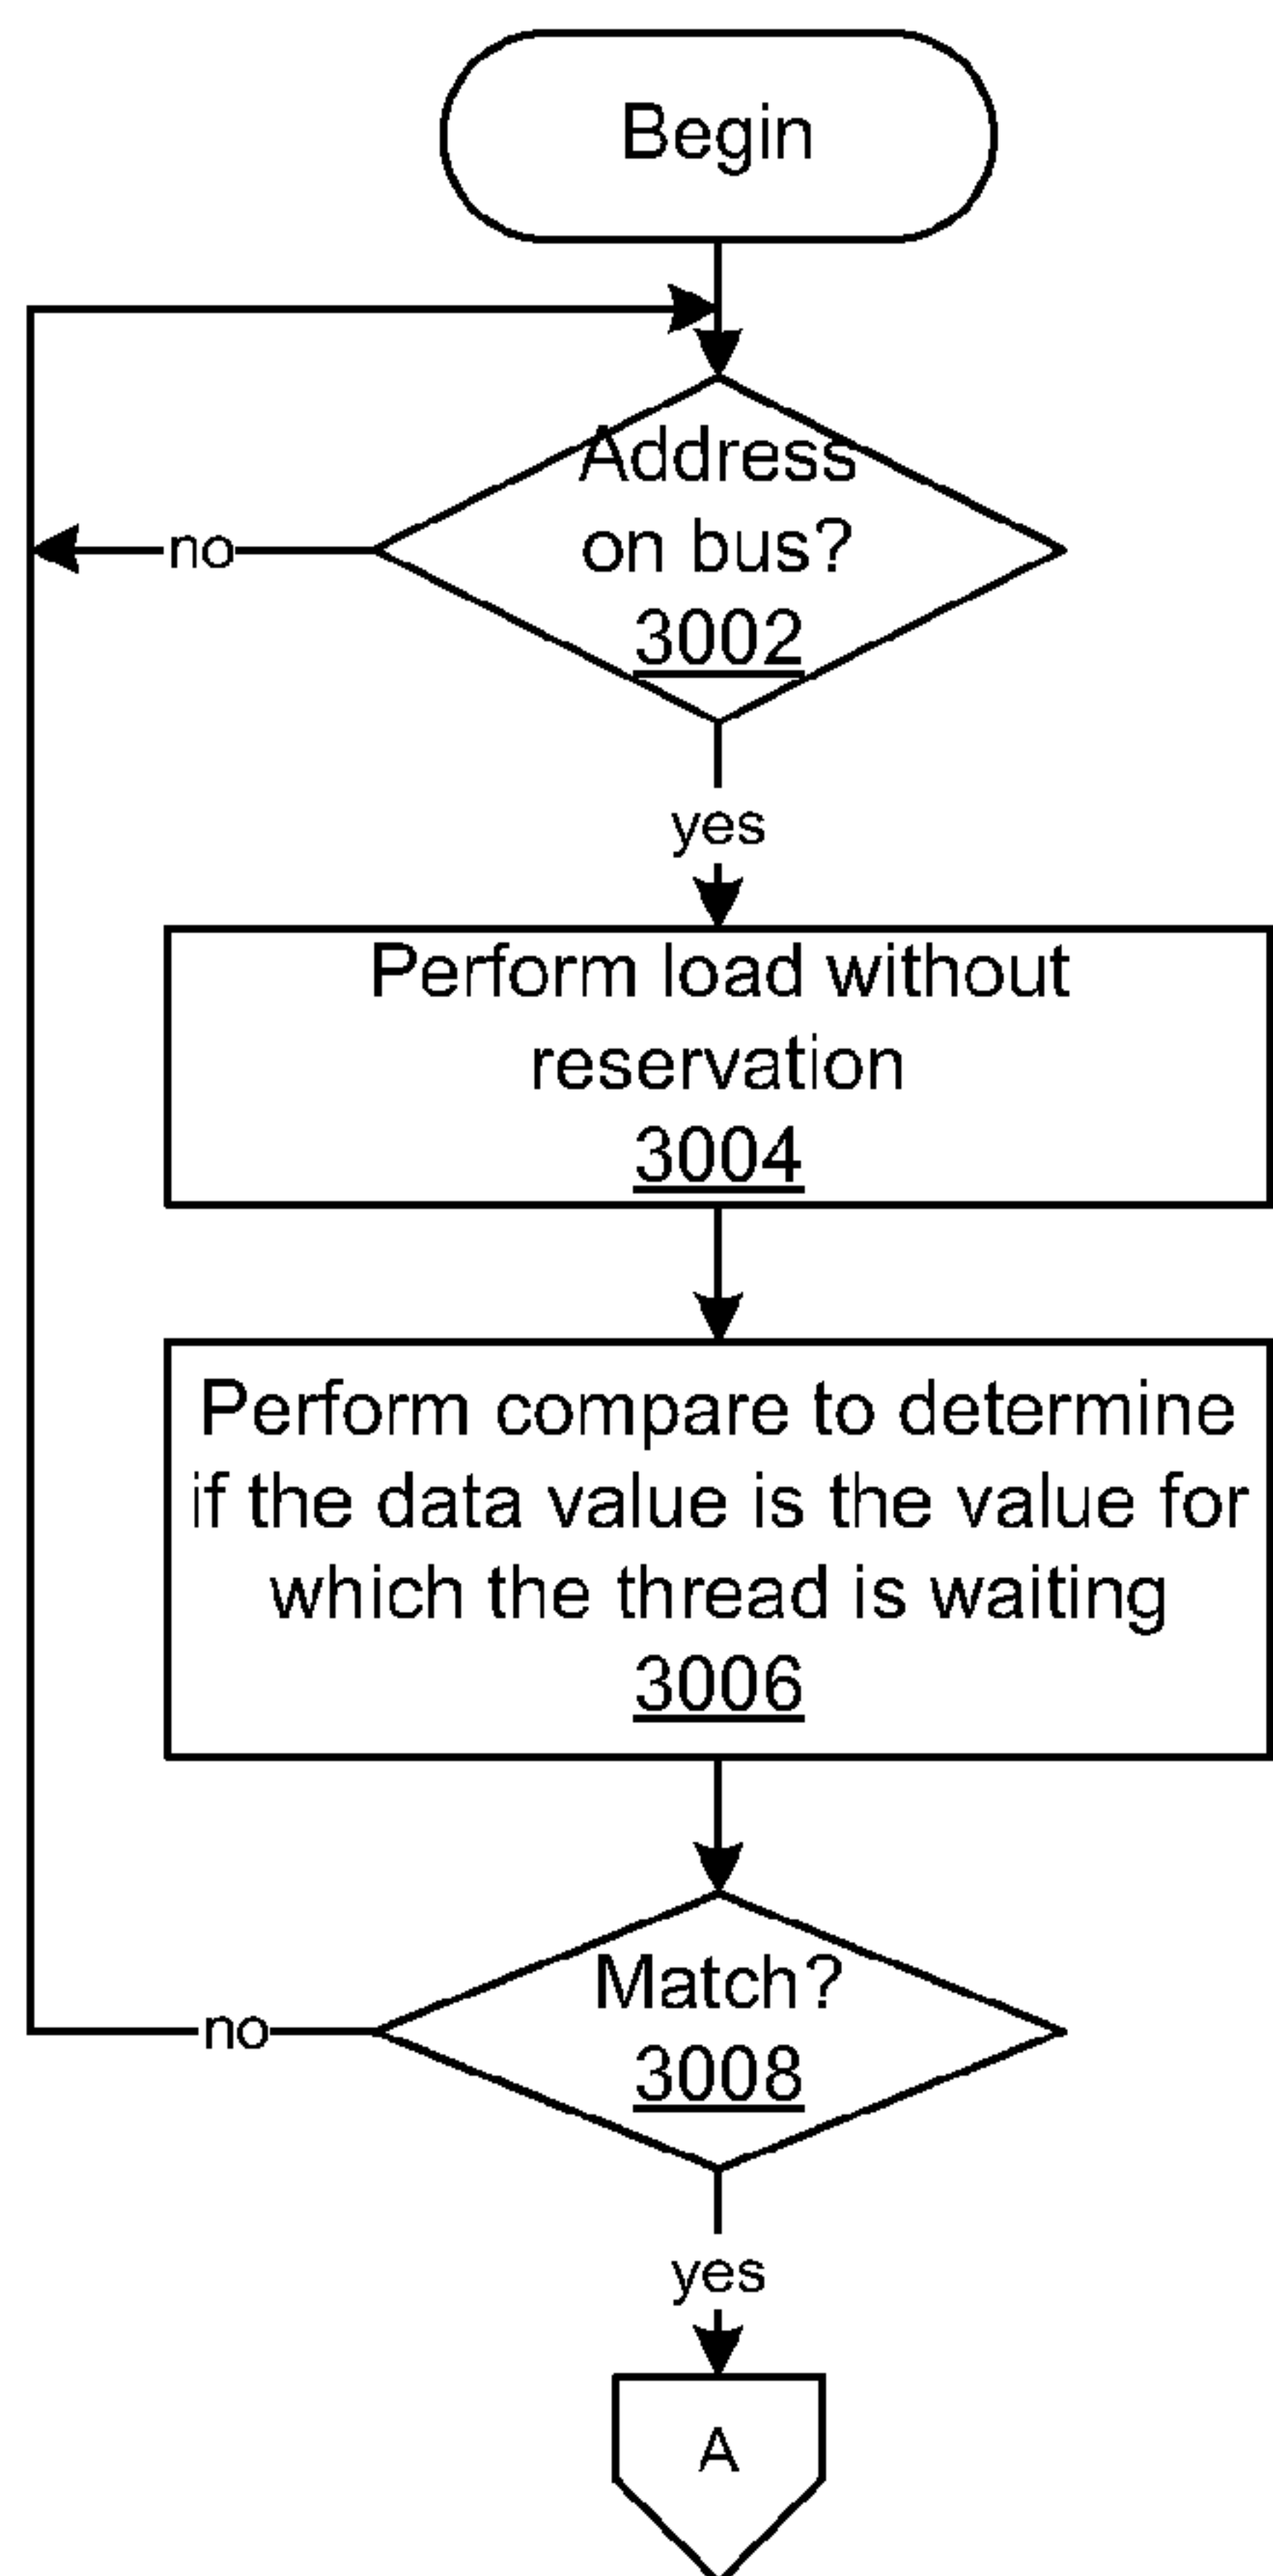 Begin
Address
on bus?
3002
no
yes
Perform load without
reservation
3004
Perform compare to determine
if the data value is the value for
which the thread is waiting
3006
Match?
3008
no
yes
A